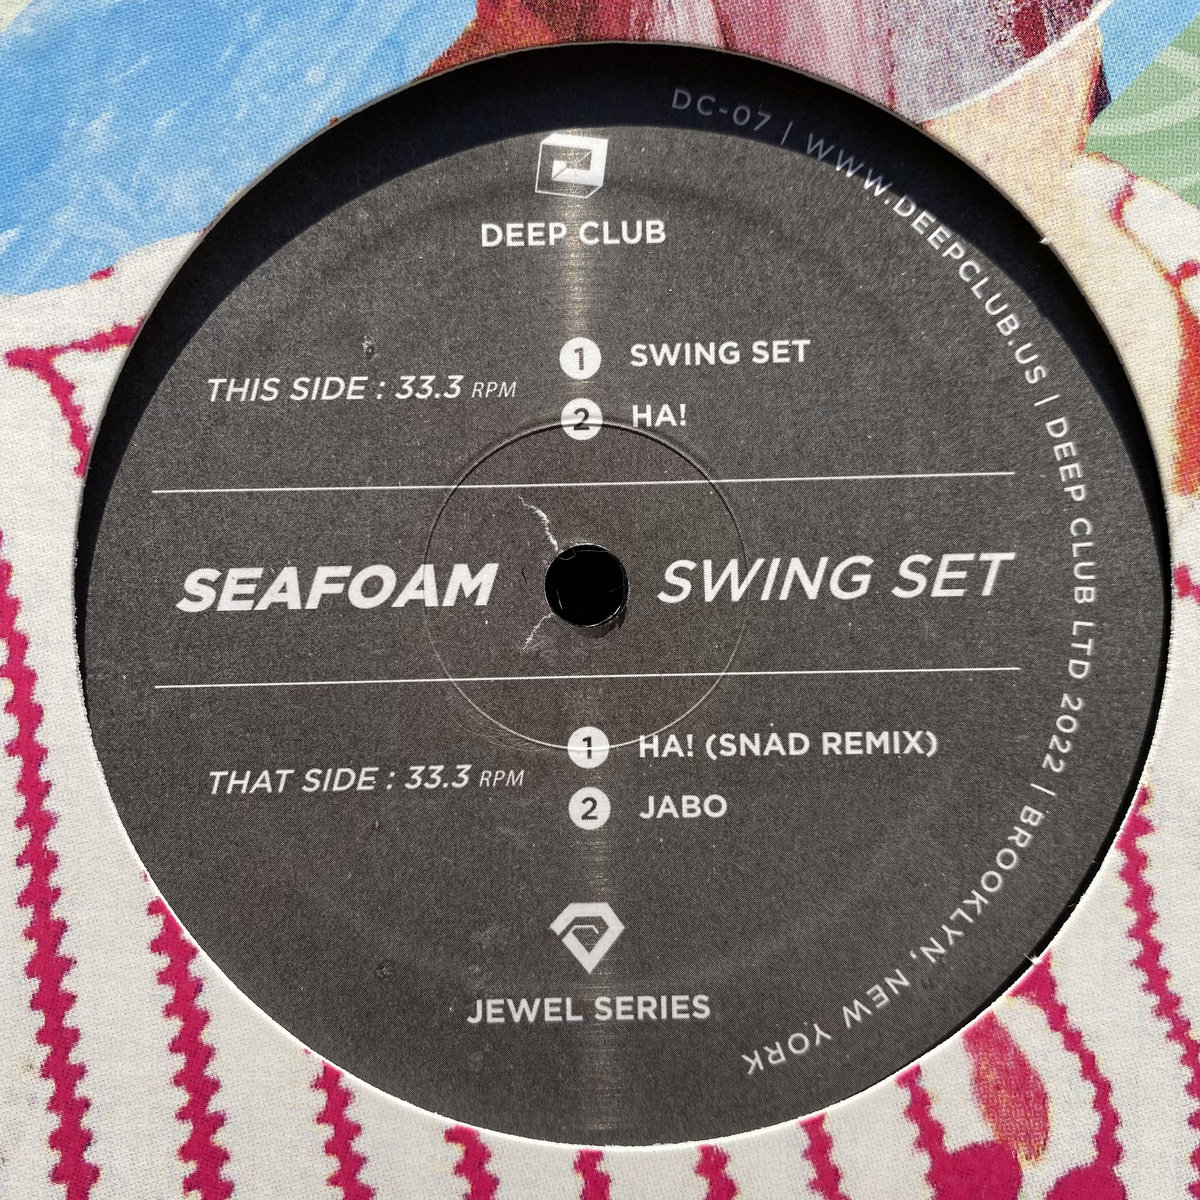 DEEP CLUB
THIS SIDE : 33.3 RPM
1 SWING SET
2 HA!
SEAFOAM SWING SET
THAT SIDE : 33.3 RPM
1 HA! (SNAD REMIX)
2 JABO
JEWEL SERIES
DC-07 | WWW.DEEPCLUB.US | DEEP CLUB LTD 2022 | BROOKLYN, NEW YORK